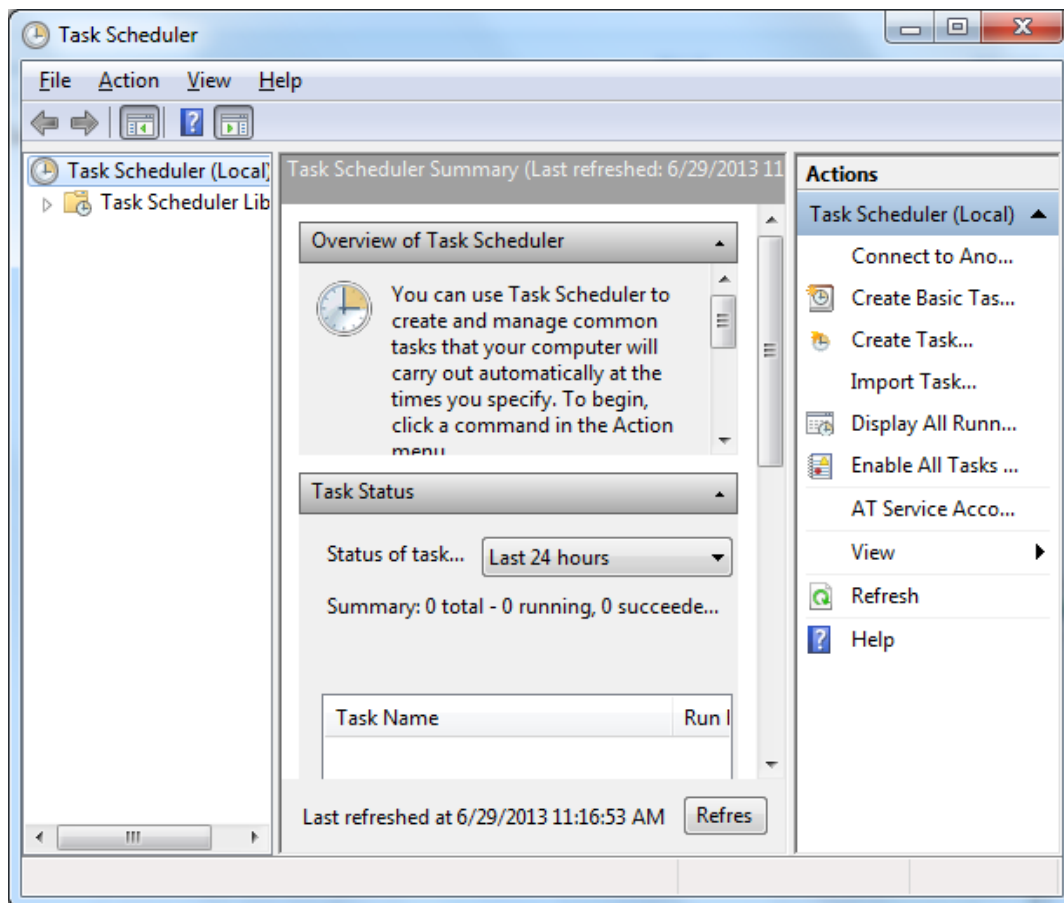 Task Scheduler
File Action View Help
Task Scheduler (Local)
Task Scheduler Lib
Task Scheduler Summary (Last refreshed: 6/29/2013 11
Overview of Task Scheduler
You can use Task Scheduler to
create and manage common
tasks that your computer will
carry out automatically at the
times you specify. To begin,
click a command in the Action
menu
Task Status
Status of task... Last 24 hours
Summary: 0 total - 0 running, 0 succeede...
Task Name Run
Last refreshed at 6/29/2013 11:16:53 AM Refres
Actions
Task Scheduler (Local)
Connect to Ano...
Create Basic Tas...
Create Task...
Import Task...
Display All Runn...
Enable All Tasks ...
AT Service Acco...
View
Refresh
Help